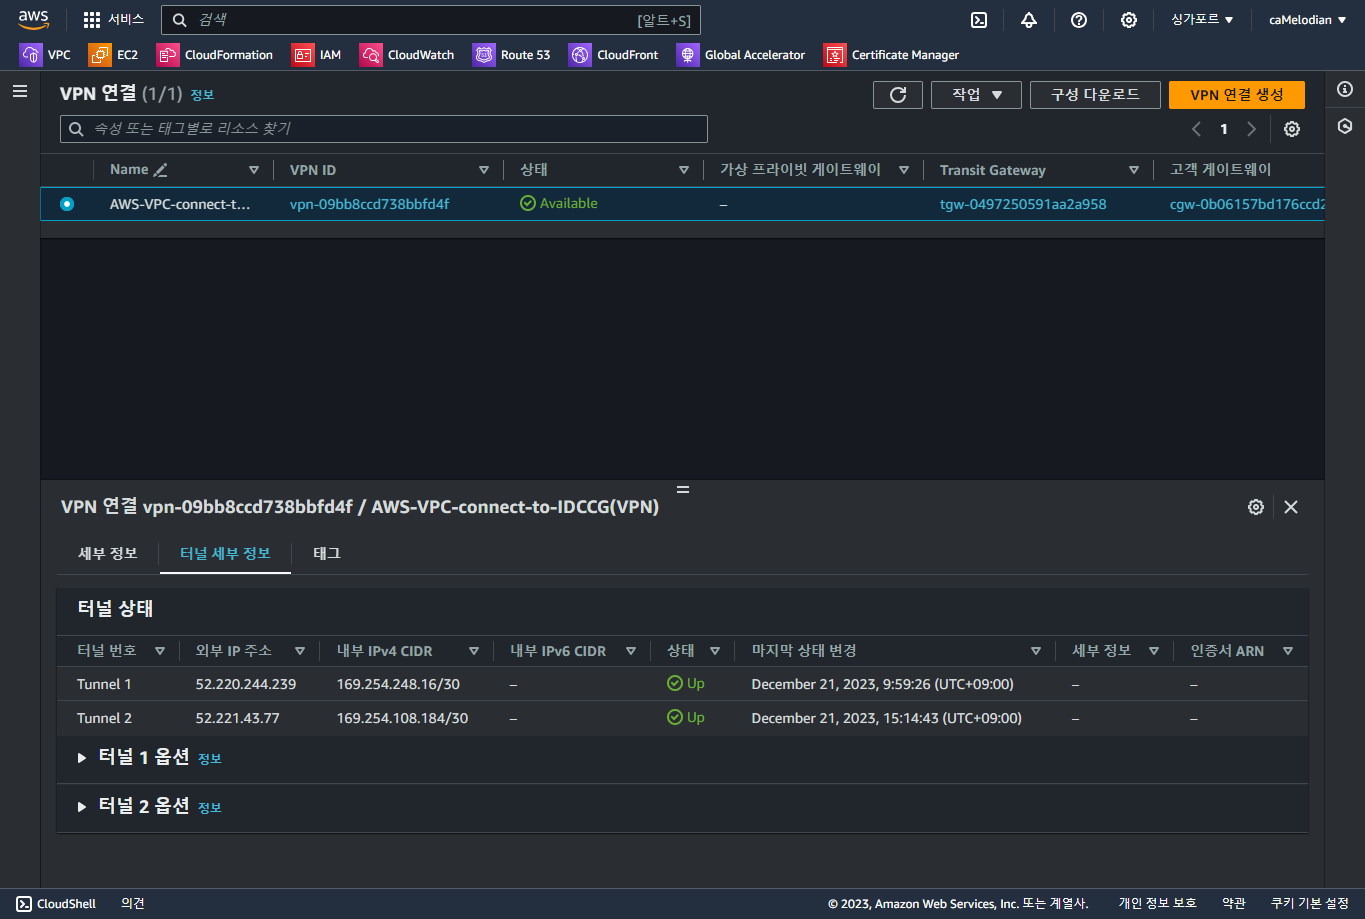 aws 서비스 검색 [알트+S] 싱가포르 ▼ caMelodian ▼
VPC EC2 CloudFormation IAM CloudWatch Route 53 CloudFront Global Accelerator Certificate Manager
VPN 연결 (1/1) 정보 작업 ▼ 구성 다운로드 VPN 연결 생성
속성 또는 태그별로 리소스 찾기 1
Name VPN ID 상태 가상 프라이빗 게이트웨이 Transit Gateway 고객 게이트웨이
AWS-VPC-connect-t... vpn-09bb8ccd738bbfd4f Available – tgw-0497250591aa2a958 cgw-0b06157bd176ccd2
VPN 연결 vpn-09bb8ccd738bbfd4f / AWS-VPC-connect-to-IDCCG(VPN)
세부 정보 터널 세부 정보 태그
터널 상태
터널 번호 외부 IP 주소 내부 IPv4 CIDR 내부 IPv6 CIDR 상태 마지막 상태 변경 세부 정보 인증서 ARN
Tunnel 1 52.220.244.239 169.254.248.16/30 – Up December 21, 2023, 9:59:26 (UTC+09:00) – –
Tunnel 2 52.221.43.77 169.254.108.184/30 – Up December 21, 2023, 15:14:43 (UTC+09:00) – –
터널 1 옵션 정보
터널 2 옵션 정보
CloudShell 의견 © 2023, Amazon Web Services, Inc. 또는 계열사. 개인 정보 보호 약관 쿠키 기본 설정